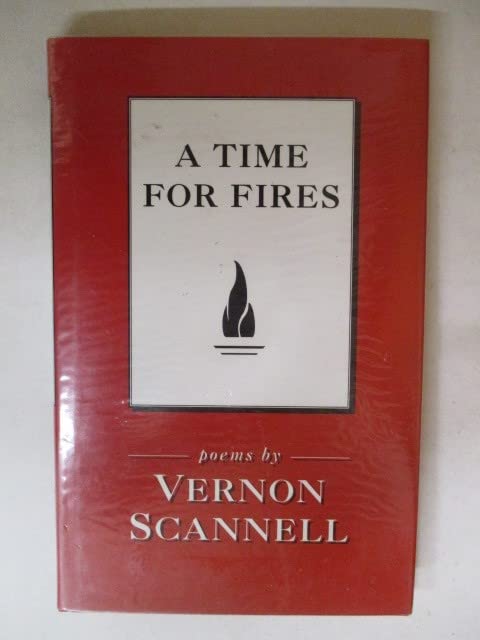 A TIME
FOR FIRES
poems by
VERNON
SCANNELL